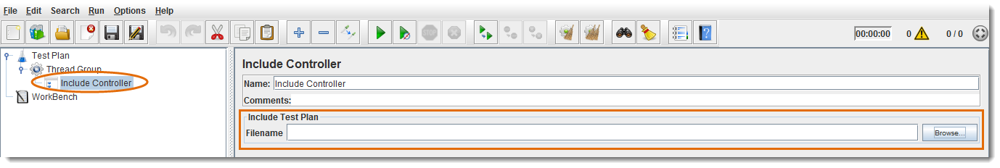 File Edit Search Run Options Help
STOP 00:00:00 0 0 / 0
Test Plan
Thread Group
Include Controller
WorkBench
Include Controller
Name: Include Controller
Comments:
Include Test Plan
Filename Browse...